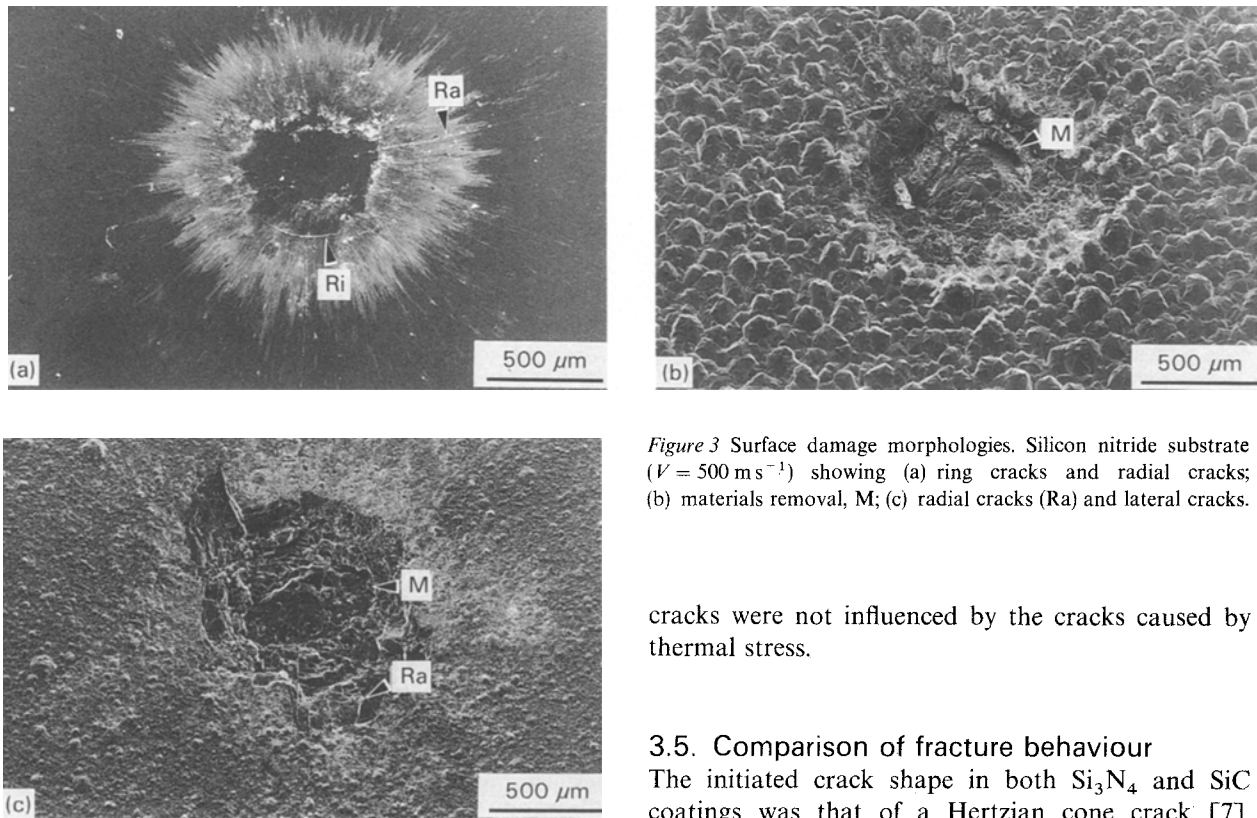 Ra
Ri
(a)
500 μm
M
(b)
500 μm
M
Ra
(c)
500 μm
Figure 3 Surface damage morphologies. Silicon nitride substrate
(V = 500 m s⁻¹) showing (a) ring cracks and radial cracks;
(b) materials removal, M; (c) radial cracks (Ra) and lateral cracks.
cracks were not influenced by the cracks caused by
thermal stress.
3.5. Comparison of fracture behaviour
The initiated crack shape in both Si₃N₄ and SiC
coatings was that of a Hertzian cone crack [7].